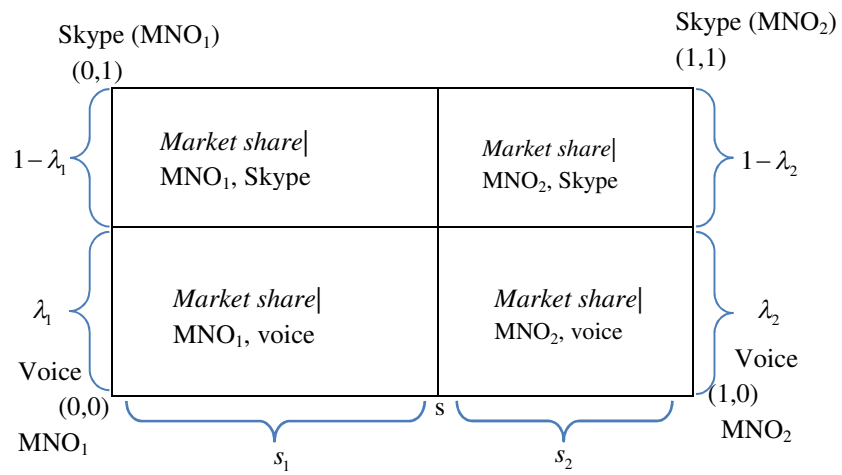 Skype (MNO₁)
(0,1)
Skype (MNO₂)
(1,1)
1−λ₁
Market share|
MNO₁, Skype
Market share|
MNO₂, Skype
1−λ₂
λ₁
Market share|
MNO₁, voice
Market share|
MNO₂, voice
λ₂
Voice
(0,0)
MNO₁
s
Voice
(1,0)
MNO₂
s₁
s₂